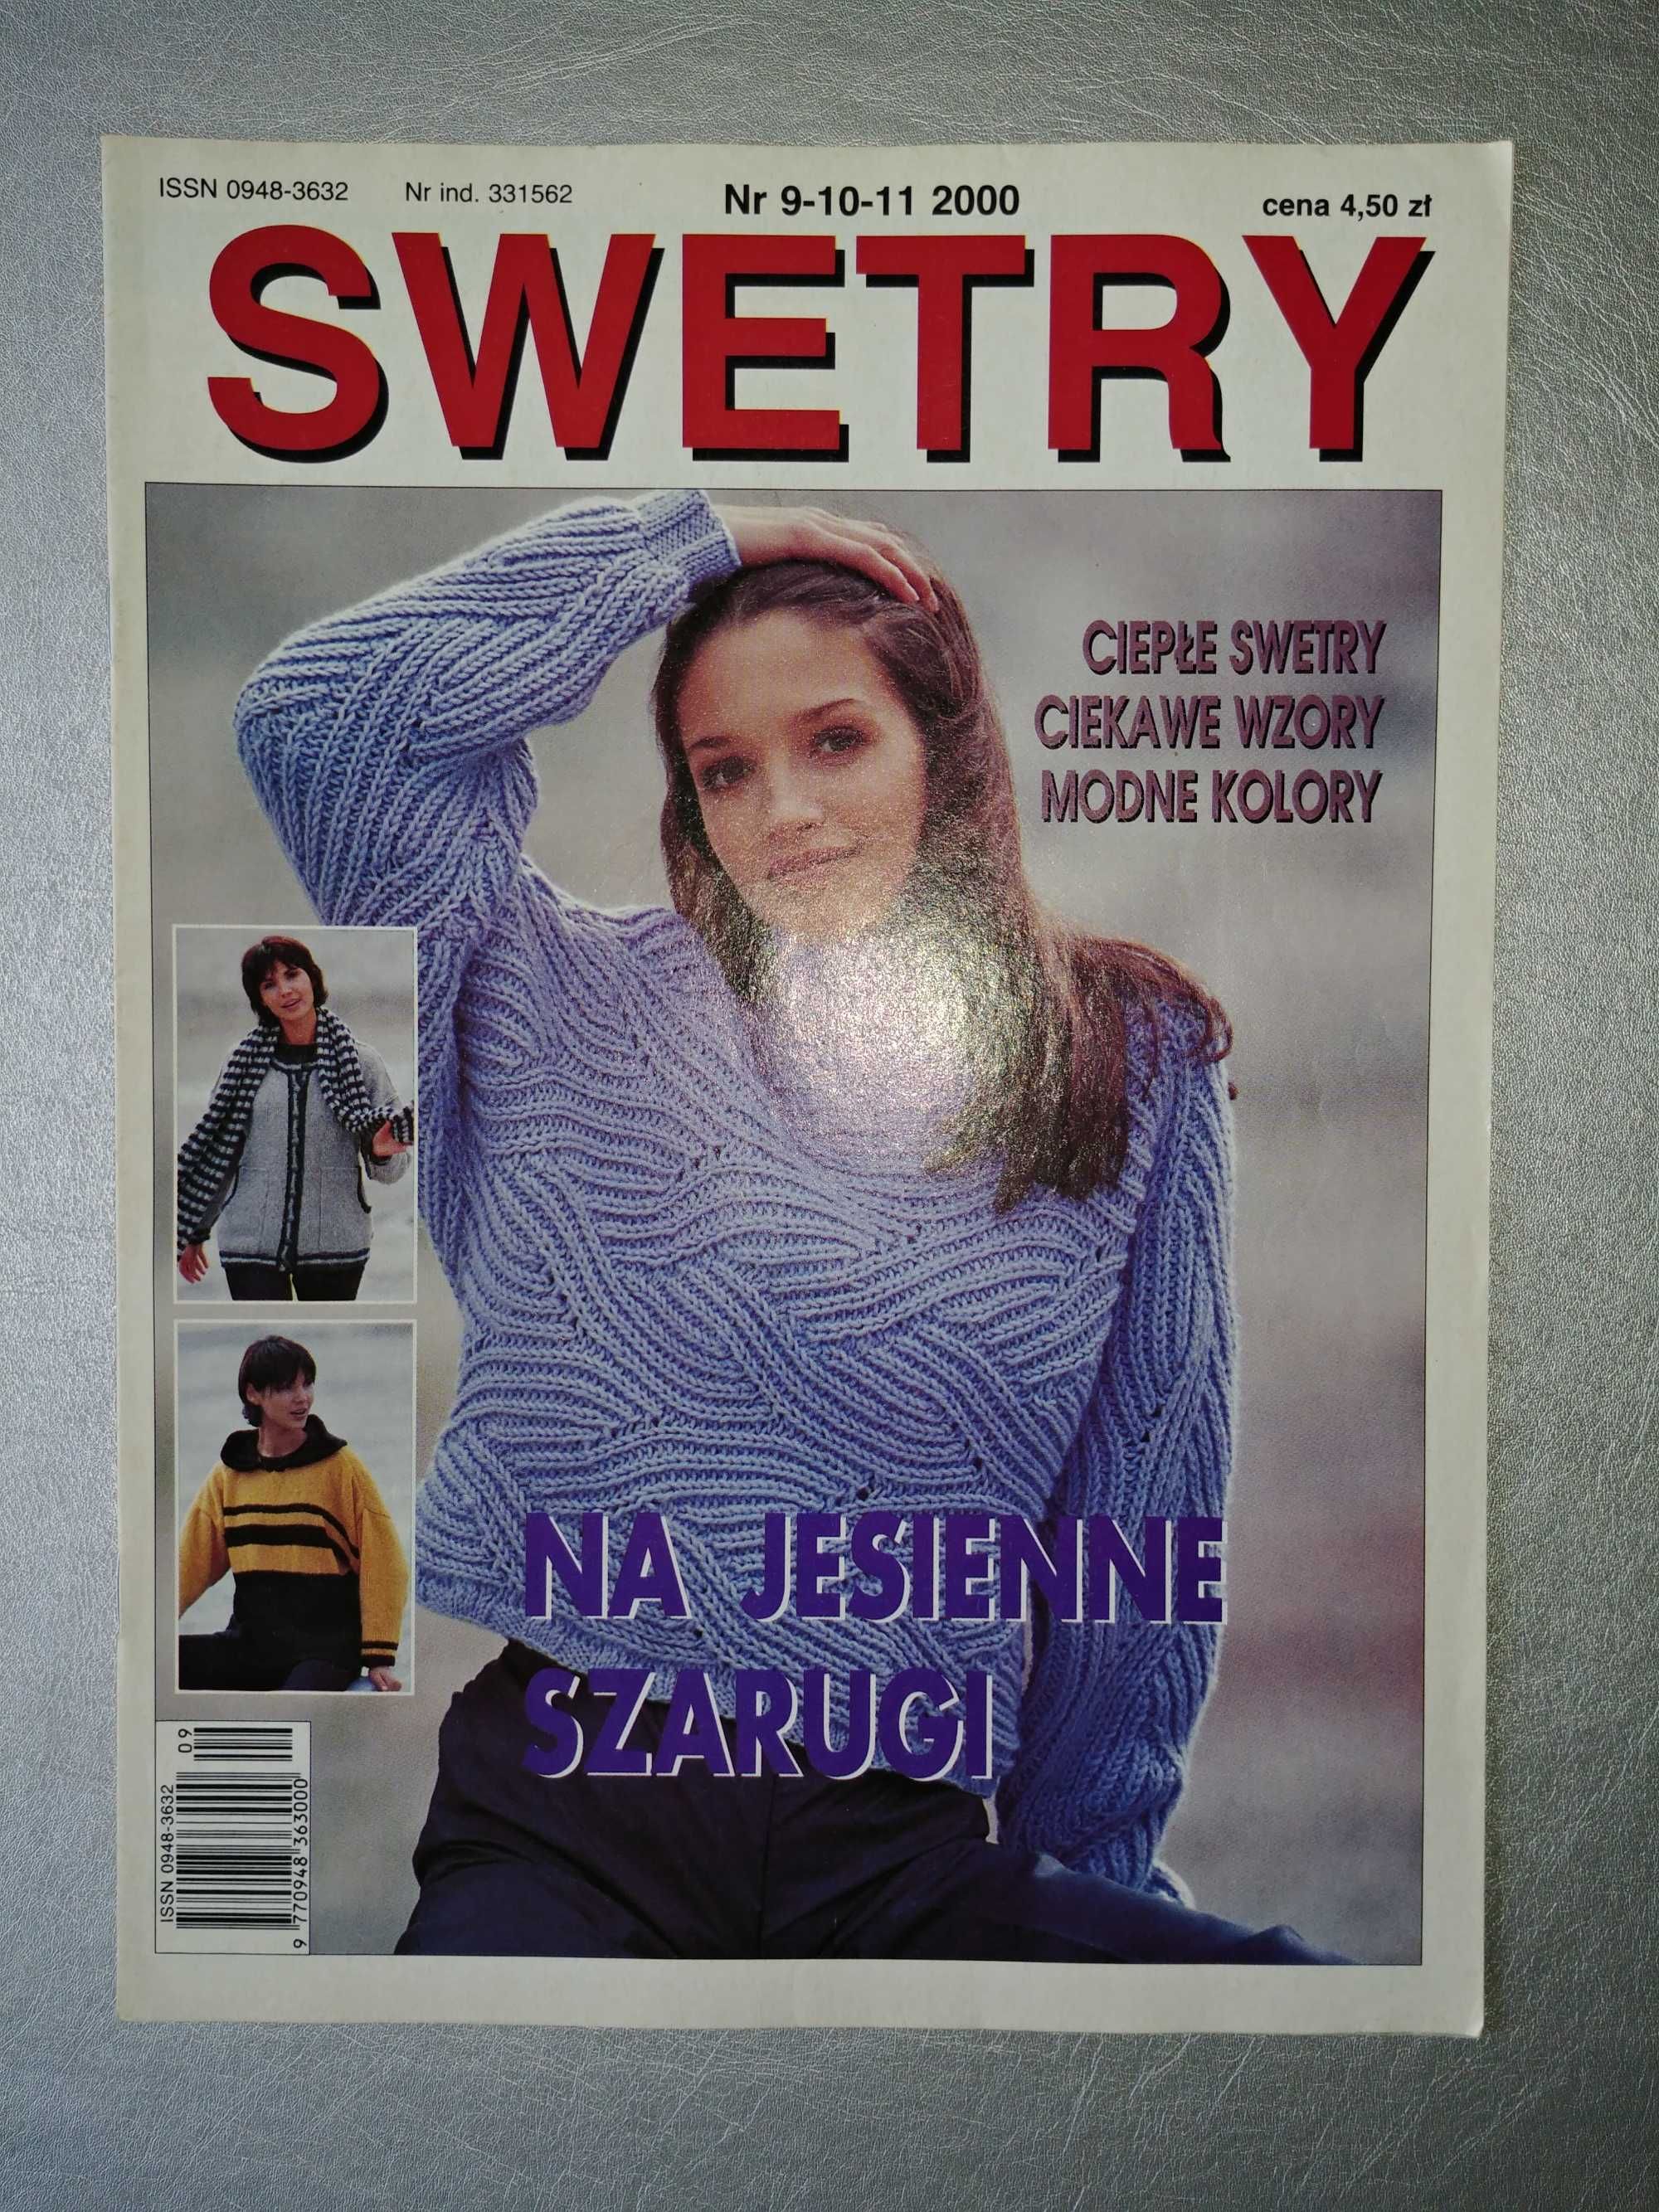 ISSN 0948-3632 Nr ind. 331562 Nr 9-10-11 2000 cena 4,50 zł
SWETRY
CIEPŁE SWETRY
CIEKAWE WZORY
MODNE KOLORY
NA JESIENNE
SZARUGI
ISSN 0948-3632
09
9 770948 363000